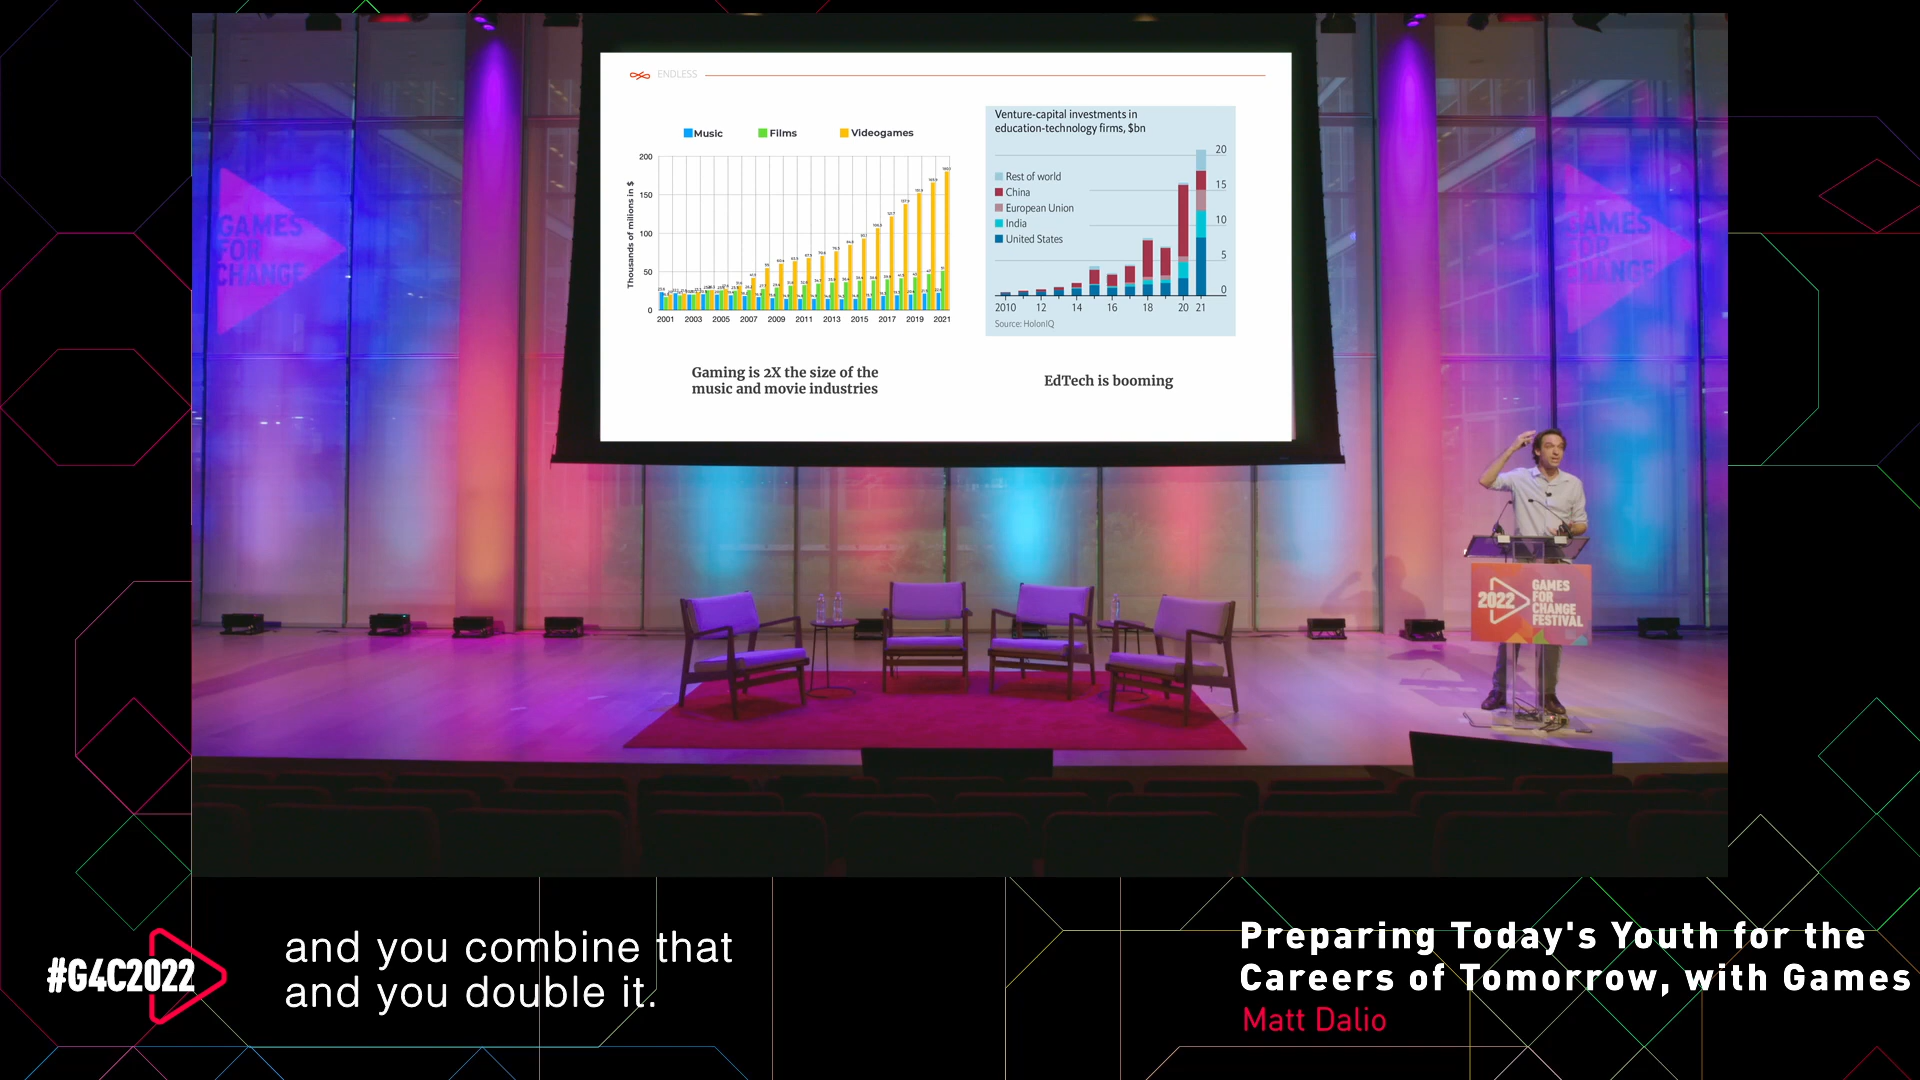 ENDLESS
Music Films Videogames
Thousands of milions in $
200
150
100
50
0
2001 2003 2005 2007 2009 2011 2013 2015 2017 2019 2021
Gaming is 2X the size of the
music and movie industries
Venture-capital investments in
education-technology firms, $bn
Rest of world
China
European Union
India
United States
20
15
10
5
0
2010 12 14 16 18 20 21
Source: HolonIQ
EdTech is booming
GAMES
FOR
CHANGE
GAMES
FOR
CHANGE
2022
GAMES
FOR
CHANGE
FESTIVAL
#G4C2022
and you combine that
and you double it.
Preparing Today's Youth for the
Careers of Tomorrow, with Games
Matt Dalio